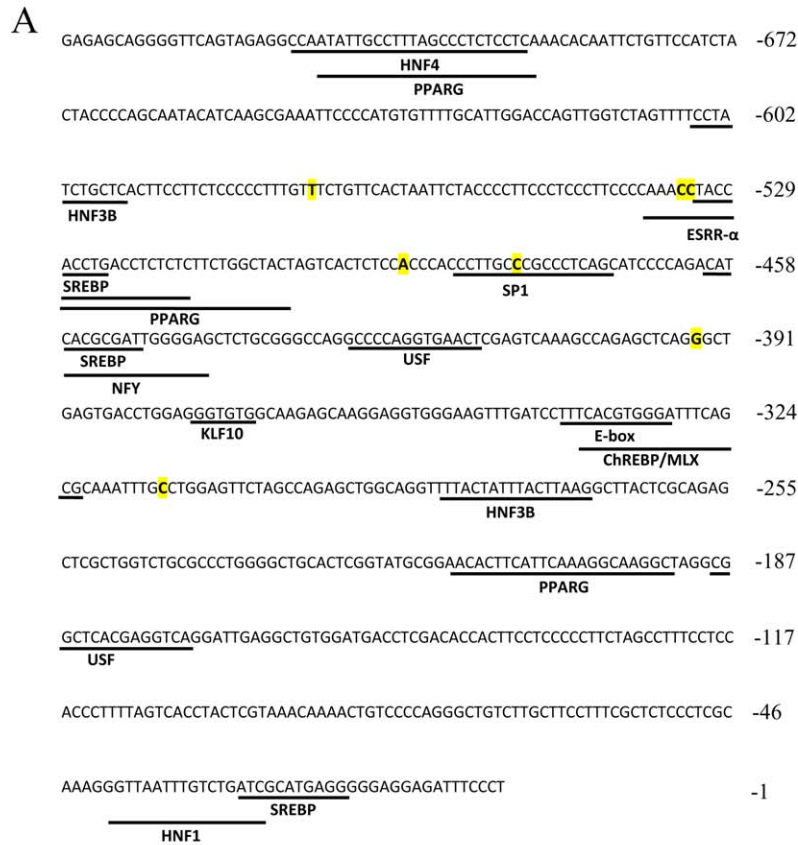 A
GAGAGCAGGGGTTCAGTAGAGGCCAATATTGCCTTTAGCCCTCTCCTCAAACACAATTCTGTTCCATCTA -672
HNF4
PPARG
CTACCCCAGCAATACATCAAGCGAAATTCCCCATGTGTTTTGCATTGGACCAGTTGGTCTAGTTTTCCTA -602
TCTGCTCACTTCCTTCTCCCCCTTTGTTTCTGTTCACTAATTCTACCCCTTCCCTCCCTTCCCCAAACCTACC -529
HNF3B
ESRR-α
ACCTGACCTCTCTCTTCTGGCTACTAGTCACTCTCCACCCACCCTTGCCCGCCCTCAGCATCCCCAGACAT -458
SREBP
SP1
PPARG
CACGCGATTGGGGAGCTCTGCGGGCCAGGCCCCAGGTGAACTCGAGTCAAAGCCAGAGCTCAGGGCT -391
SREBP
USF
NFY
GAGTGACCTGGAGGGTGTGGCAAGAGCAAGGAGGTGGGAAGTTTGATCCTTTCACGTGGGATTTCAG -324
KLF10
E-box
ChREBP/MLX
CGCAAATTTGCCTGGAGTTCTAGCCAGAGCTGGCAGGTTTTACTATTTACTTAAGGCTTACTCGCAGAG -255
HNF3B
CTCGCTGGTCTGCGCCCTGGGGCTGCACTCGGTATGCGGAACACTTCATTCAAAGGCAAGGCTAGGCG -187
PPARG
GCTCACGAGGTCAGGATTGAGGCTGTGGATGACCTCGACACCACTTCCTCCCCCTTCTAGCCTTTCCTCC -117
USF
ACCCTTTTAGTCACCTACTCGTAAACAAAACTGTCCCCAGGGCTGTCTTGCTTCCTTTCGCTCTCCCTCGC -46
AAAGGGTTAATTTGTCTGATCGCATGAGGGGGAGGAGATTTCCCT -1
SREBP
HNF1